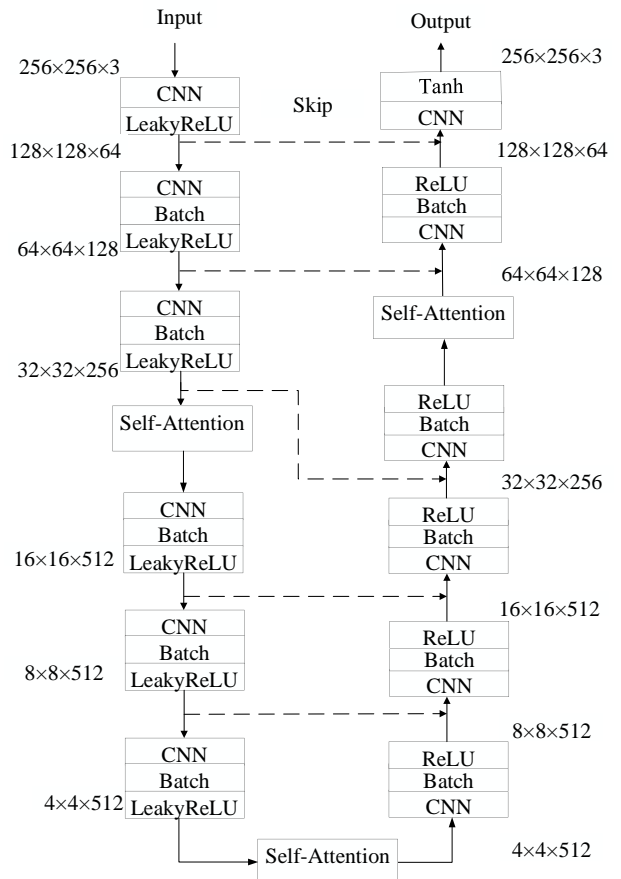 Input
256×256×3
CNN
LeakyReLU
128×128×64
CNN
Batch
LeakyReLU
64×64×128
CNN
Batch
LeakyReLU
32×32×256
Self-Attention
CNN
Batch
LeakyReLU
16×16×512
CNN
Batch
LeakyReLU
8×8×512
CNN
Batch
LeakyReLU
4×4×512
Self-Attention
Skip
Output
256×256×3
Tanh
CNN
128×128×64
ReLU
Batch
CNN
64×64×128
Self-Attention
ReLU
Batch
CNN
32×32×256
ReLU
Batch
CNN
16×16×512
ReLU
Batch
CNN
8×8×512
ReLU
Batch
CNN
4×4×512